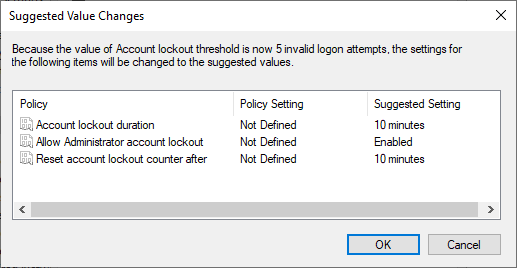 Suggested Value Changes
Because the value of Account lockout threshold is now 5 invalid logon attempts, the settings for
the following items will be changed to the suggested values.
Policy Policy Setting Suggested Setting
Account lockout duration Not Defined 10 minutes
Allow Administrator account lockout Not Defined Enabled
Reset account lockout counter after Not Defined 10 minutes
OK Cancel